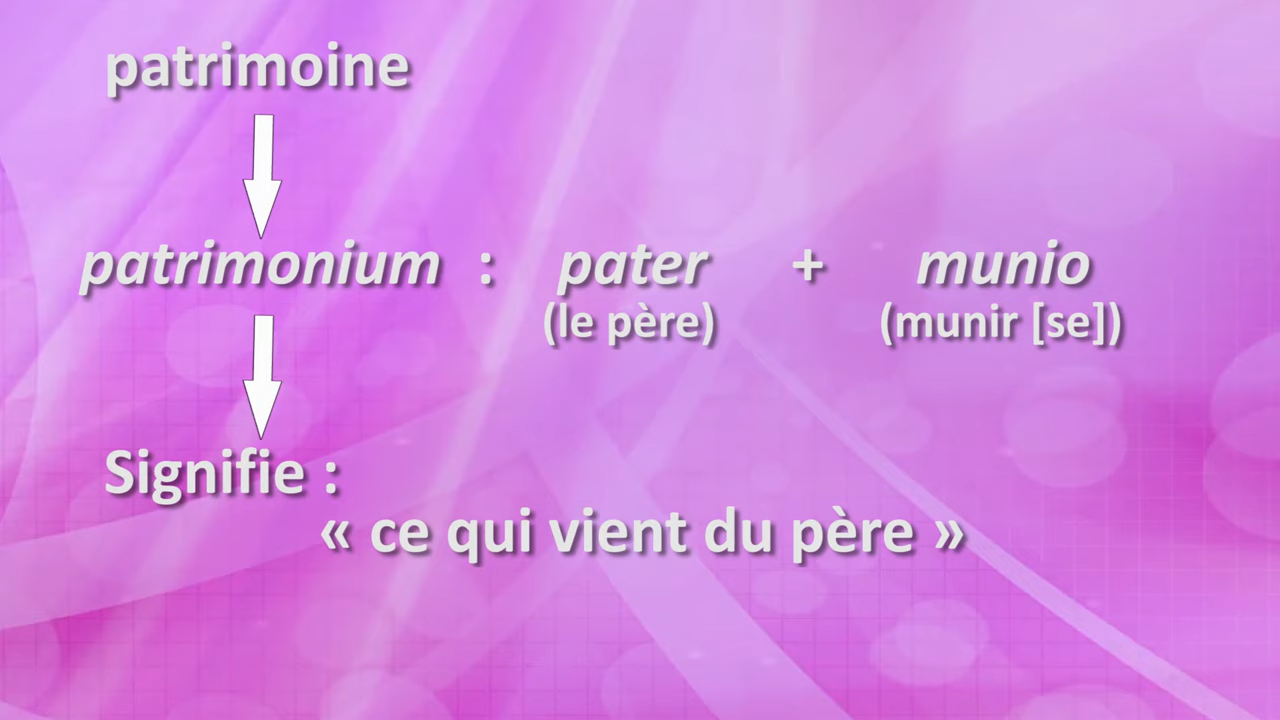 patrimoine
patrimonium : pater + munio
(le père) (munir [se])
Signifie :
« ce qui vient du père »